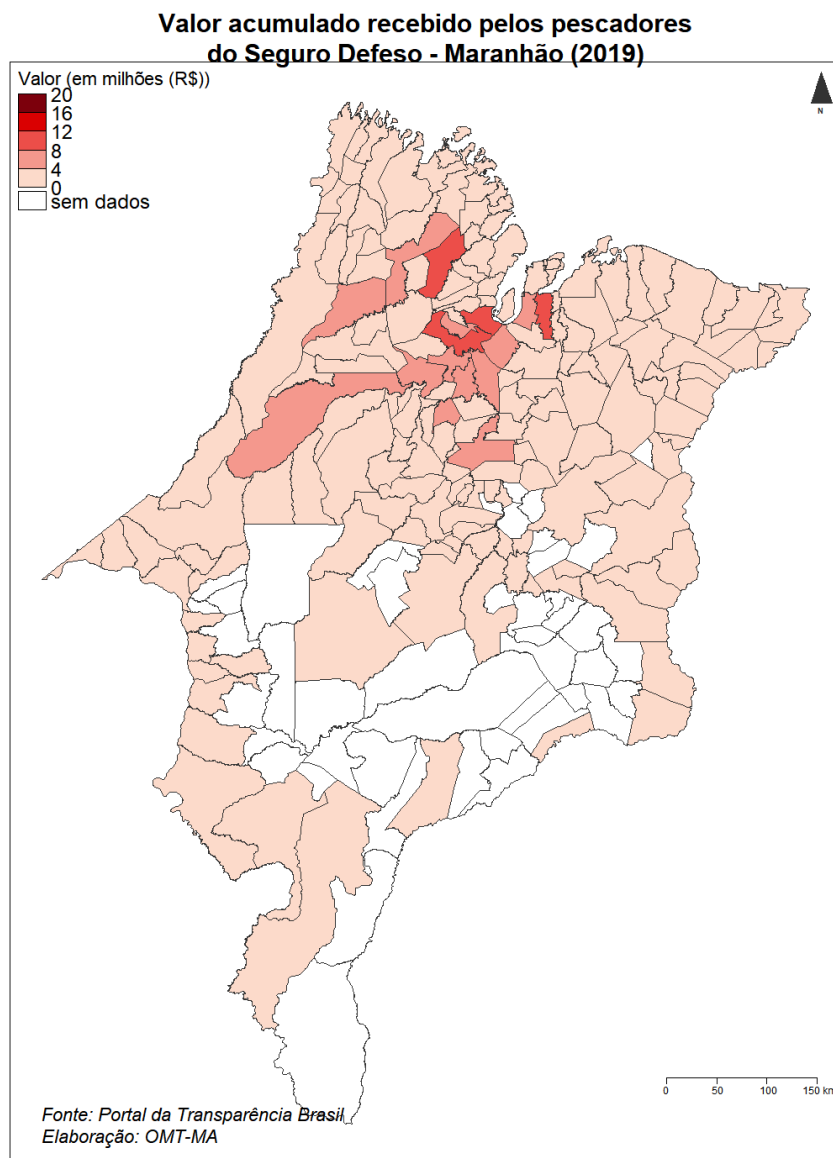 Valor acumulado recebido pelos pescadores
do Seguro Defeso - Maranhão (2019)
Valor (em milhões (R$))
20
16
12
8
4
0
sem dados
N
0 50 100 150 km
Fonte: Portal da Transparência Brasil
Elaboração: OMT-MA